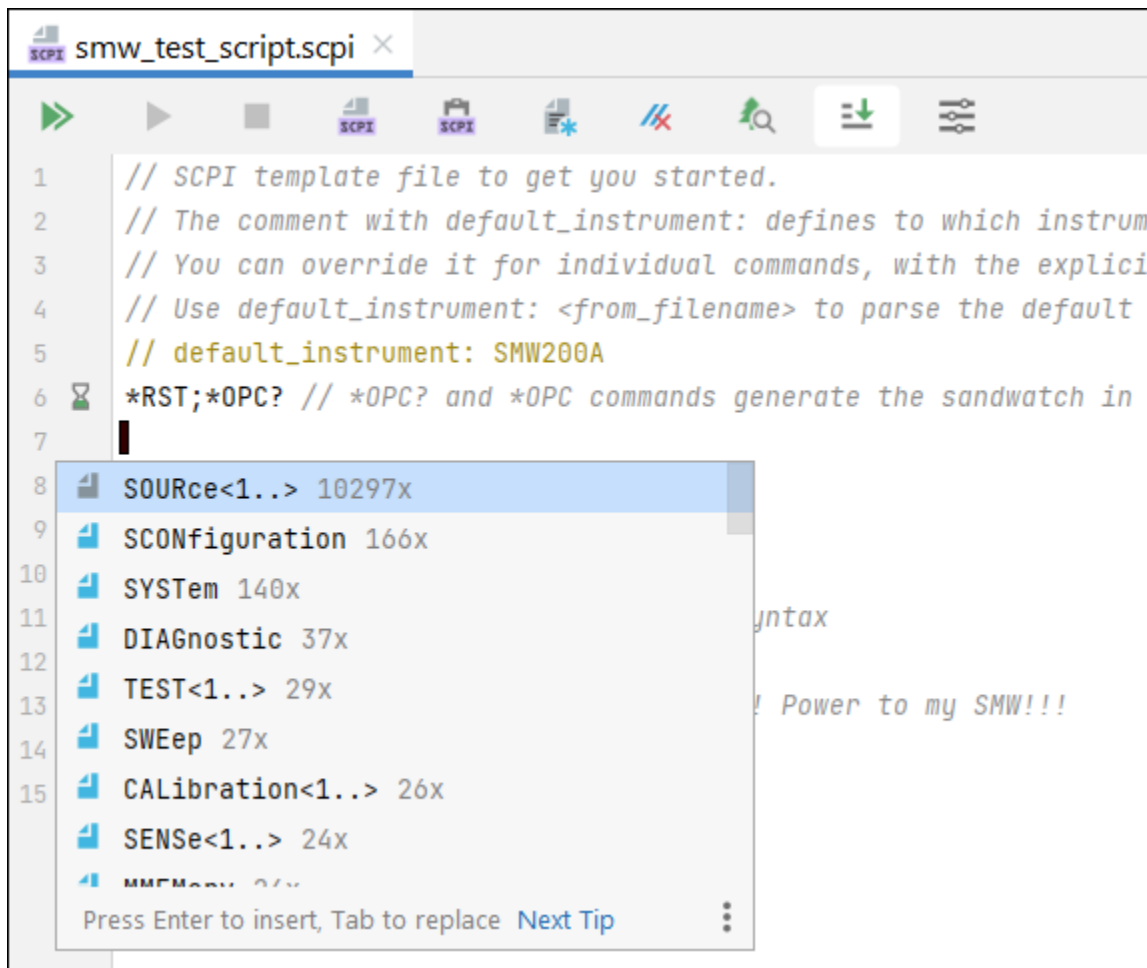 SCPI smw_test_script.scpi
SCPI SCPI
1 // SCPI template file to get you started.
2 // The comment with default_instrument: defines to which instrum
3 // You can override it for individual commands, with the explici
4 // Use default_instrument: <from_filename> to parse the default
5 // default_instrument: SMW200A
6 *RST;*OPC? // *OPC? and *OPC commands generate the sandwatch in
7
8 SOURce<1..> 10297x
9 SCONfiguration 166x
10 SYSTem 140x
11 yntax
DIAGnostic 37x
12 TEST<1..> 29x
13 ! Power to my SMW!!!
14 SWEep 27x
15 CALibration<1..> 26x
SENSe<1..> 24x
Press Enter to insert, Tab to replace Next Tip